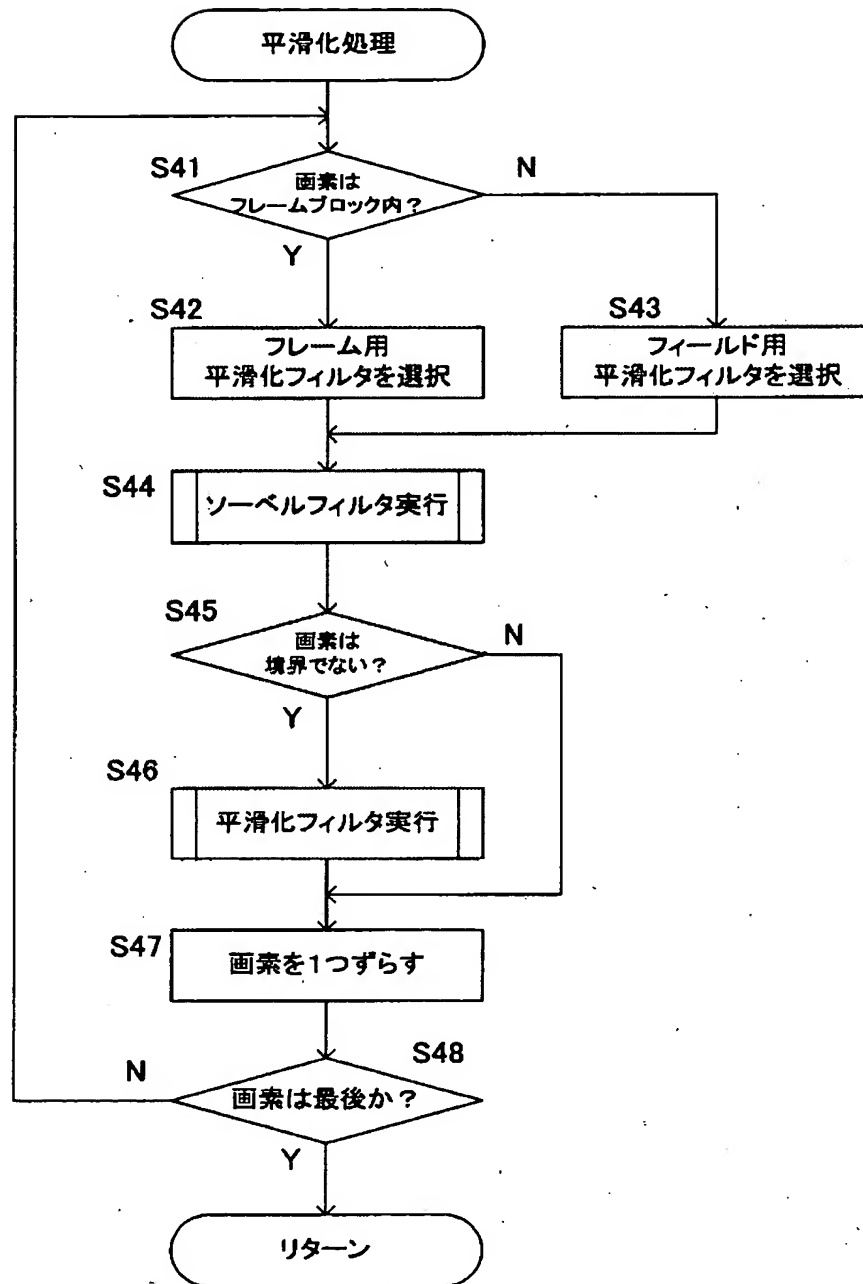 平滑化処理
S41
画素は
フレームブロック内？
N
Y
S42
フレーム用
平滑化フィルタを選択
S43
フィールド用
平滑化フィルタを選択
S44
ソーベルフィルタ実行
S45
画素は
境界でない？
N
Y
S46
平滑化フィルタ実行
S47
画素を1つずらす
S48
画素は最後か？
N
Y
リターン